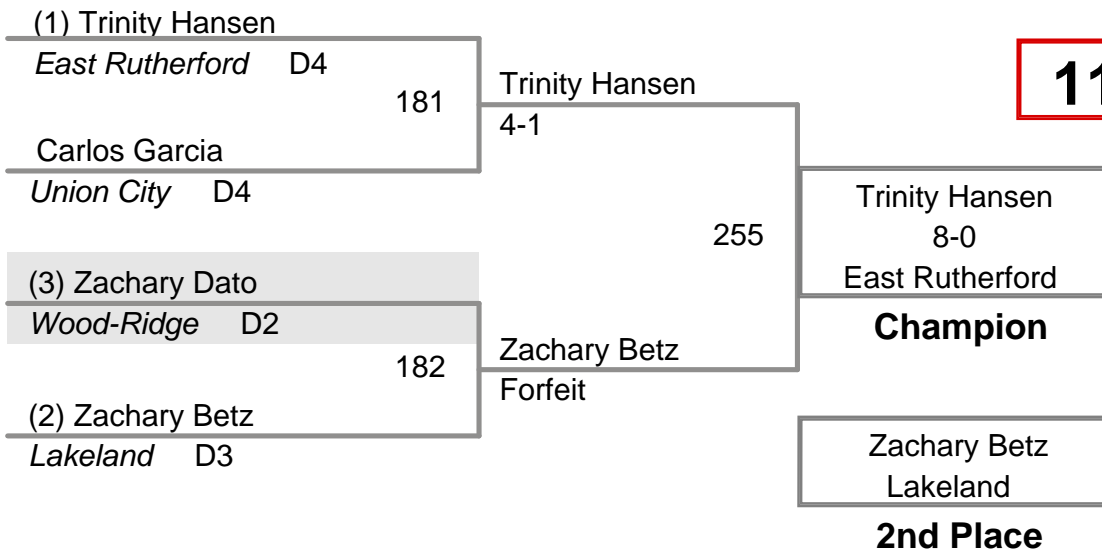 (1) Trinity Hansen
East Rutherford D4
181
Carlos Garcia
Union City D4
(3) Zachary Dato
Wood-Ridge D2
182
(2) Zachary Betz
Lakeland D3
Trinity Hansen
4-1
255
Zachary Betz
Forfeit
11
Trinity Hansen
8-0
East Rutherford
Champion
Zachary Betz
Lakeland
2nd Place